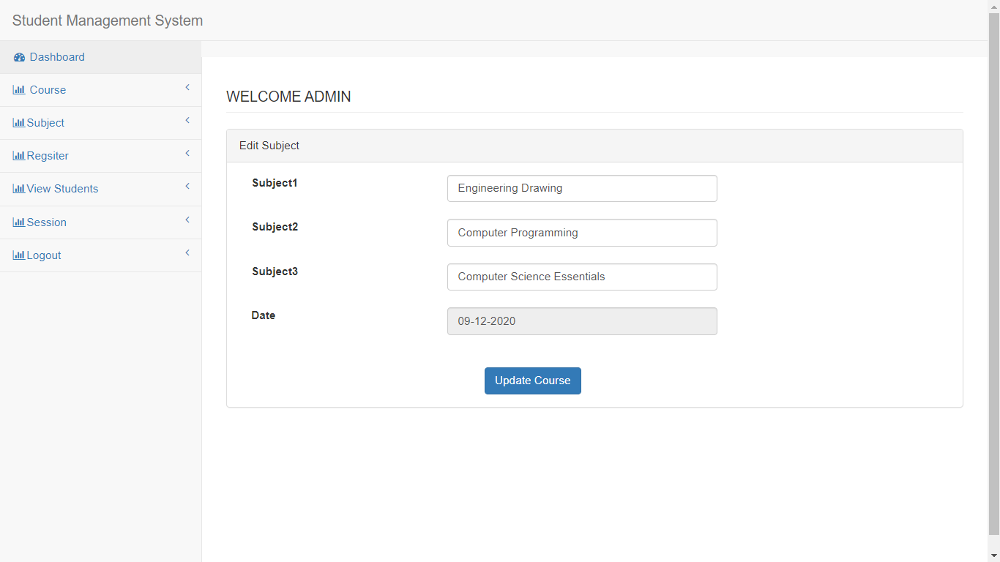 Student Management System
Dashboard
Course
Subject
Regsiter
View Students
Session
Logout
WELCOME ADMIN
Edit Subject
Subject1
Engineering Drawing
Subject2
Computer Programming
Subject3
Computer Science Essentials
Date
09-12-2020
Update Course